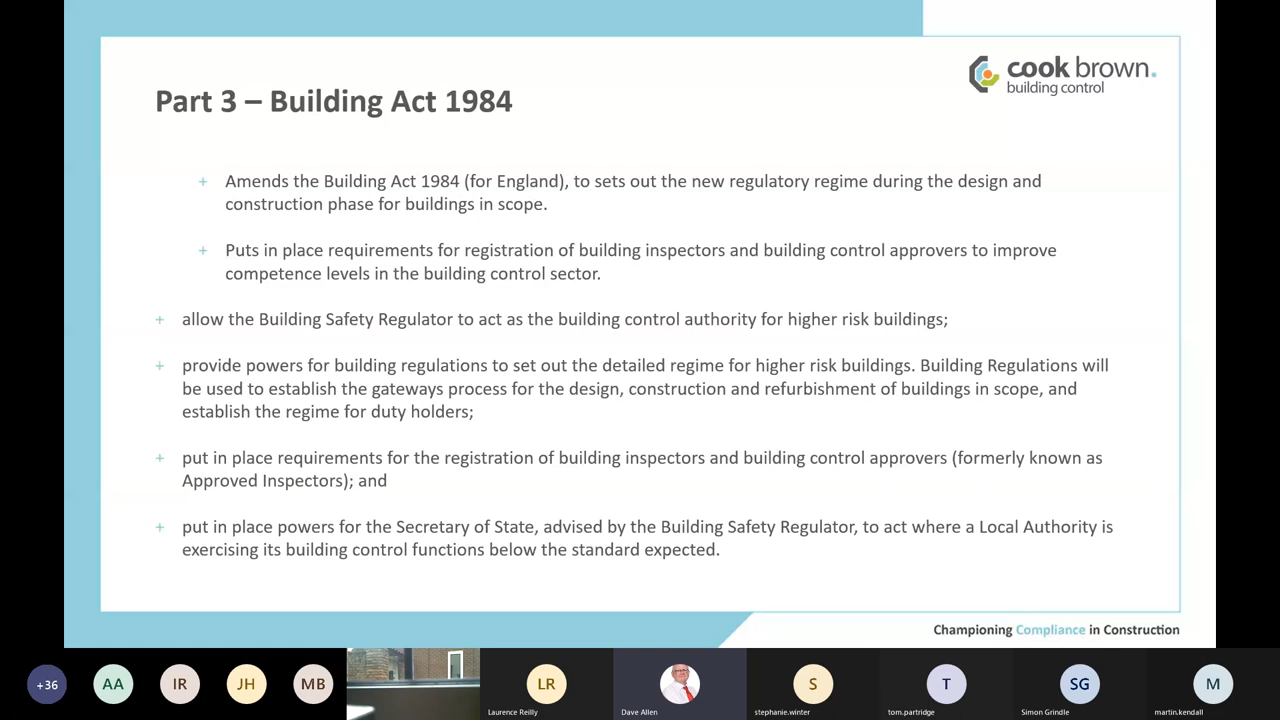 cook brown.
building control
Part 3 – Building Act 1984
+ Amends the Building Act 1984 (for England), to sets out the new regulatory regime during the design and
construction phase for buildings in scope.
+ Puts in place requirements for registration of building inspectors and building control approvers to improve
competence levels in the building control sector.
+ allow the Building Safety Regulator to act as the building control authority for higher risk buildings;
+ provide powers for building regulations to set out the detailed regime for higher risk buildings. Building Regulations will
be used to establish the gateways process for the design, construction and refurbishment of buildings in scope, and
establish the regime for duty holders;
+ put in place requirements for the registration of building inspectors and building control approvers (formerly known as
Approved Inspectors); and
+ put in place powers for the Secretary of State, advised by the Building Safety Regulator, to act where a Local Authority is
exercising its building control functions below the standard expected.
Championing Compliance in Construction
+36 AA IR JH MB LR S T SG M
Laurence Reilly Dave Allen stephanie.winter tom.partridge Simon Grindle martin.kendall